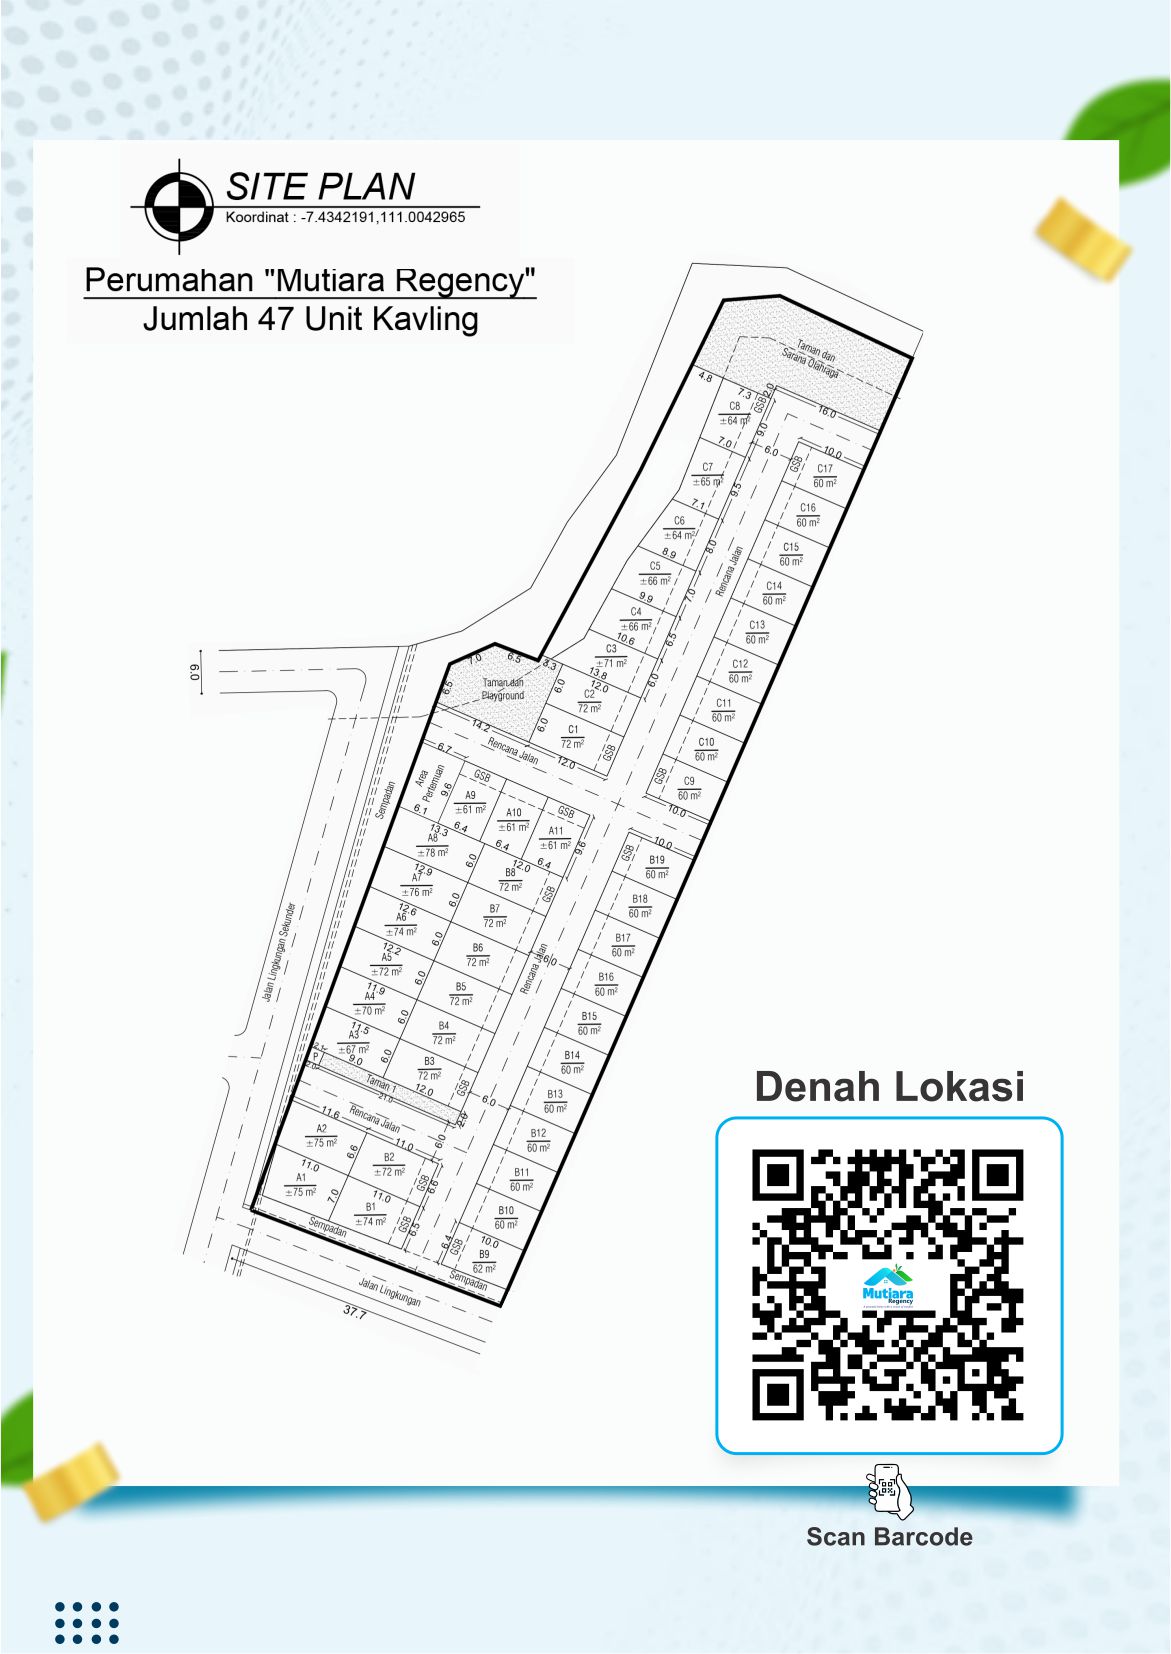 SITE PLAN
Koordinat : -7.4342191,111.0042965
Perumahan "Mutiara Regency"
Jumlah 47 Unit Kavling
Taman dan
Sarana Olahraga
4.8
7.3
GSB
2.0
16.0
C8
±64 m²
9.0
7.0
6.0
10.0
GSB
C17
60 m²
C7
±65 m²
9.5
7.1
C16
60 m²
C6
±64 m²
8.0
8.9
C15
60 m²
C5
±66 m²
Rencana Jalan
7.0
9.9
C14
60 m²
C4
±66 m²
10.6
6.5
C13
60 m²
C3
±71 m²
13.8
6.0
C12
60 m²
7.0
6.5
3.3
6.5
Taman dan
Playground
6.0
12.0
C2
72 m²
C11
60 m²
6.0
14.2
C1
72 m²
GSB
C10
60 m²
6.0
Rencana Jalan
12.0
GSB
C9
60 m²
10.0
6.7
Area
Pertemuan
9.6
6.1
GSB
A9
±61 m²
6.4
A10
±61 m²
6.4
GSB
A11
±61 m²
6.4
9.6
10.0
GSB
B19
60 m²
Sempadan
13.3
A8
±78 m²
6.0
12.0
B8
72 m²
GSB
B18
60 m²
12.9
A7
±76 m²
6.0
B7
72 m²
B17
60 m²
12.6
A6
±74 m²
6.0
B6
72 m²
6.0
Rencana Jalan
B16
60 m²
12.2
A5
±72 m²
6.0
B5
72 m²
B15
60 m²
Jalan Lingkungan Sekunder
11.9
A4
±70 m²
6.0
B4
72 m²
B14
60 m²
11.5
A3
±67 m²
6.0
B3
72 m²
GSB
B13
60 m²
2.1
P
2.0
9.0
Taman 1
12.0
21.0
2.0
6.0
Rencana Jalan
6.0
B12
60 m²
11.6
A2
±75 m²
6.6
11.0
B2
±72 m²
GSB
6.6
B11
60 m²
11.0
A1
±75 m²
7.0
11.0
B1
±74 m²
GSB
6.5
B10
60 m²
Sempadan
6.4
GSB
10.0
B9
62 m²
Sempadan
Jalan Lingkungan
37.7
Denah Lokasi
Mutiara
Regency
Scan Barcode